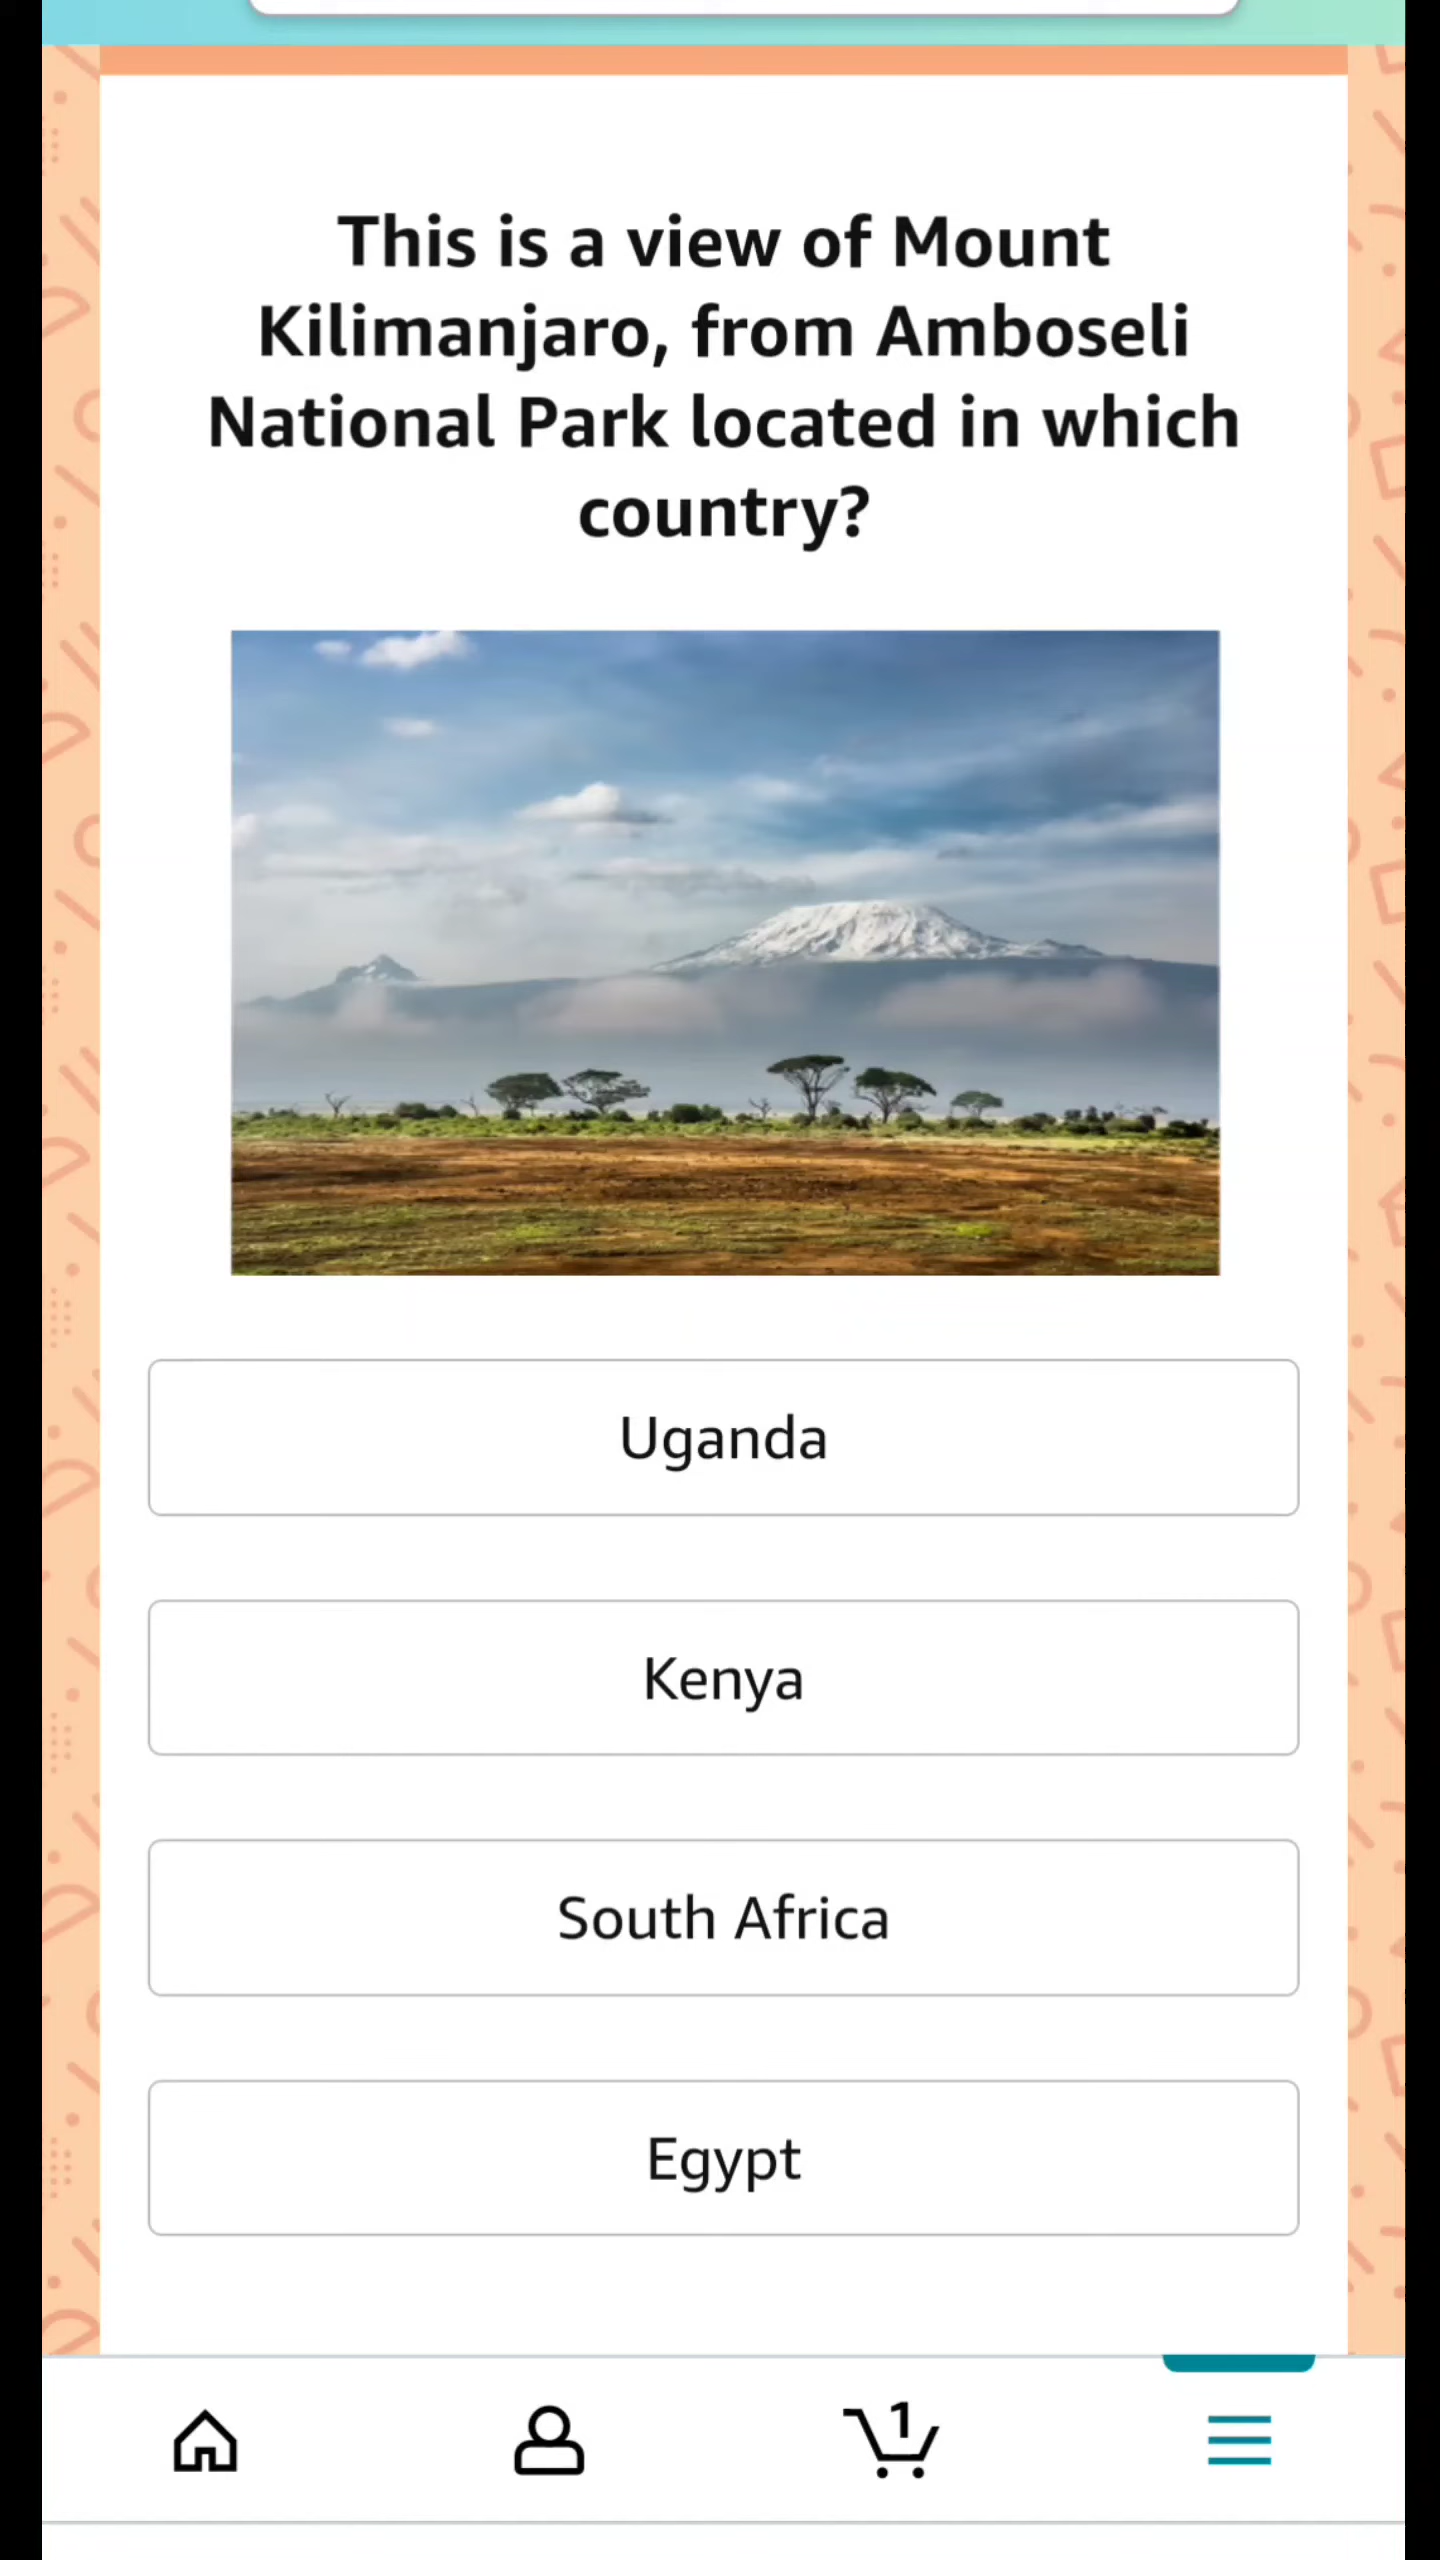 This is a view of Mount
Kilimanjaro, from Amboseli
National Park located in which
country?
Uganda
Kenya
South Africa
Egypt
1